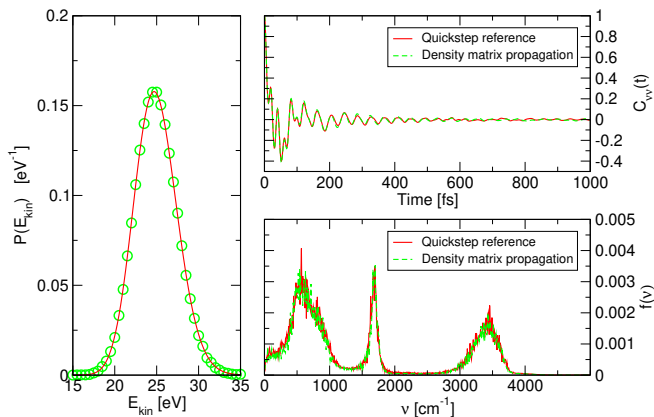 P(E_kin) [eV⁻¹]
0.2
0.15
0.1
0.05
0
15 20 25 30 35
E_kin [eV]
Quickstep reference
Density matrix propagation
1
0.8
0.6
0.4
0.2
0
-0.2
-0.4
C_vv(t)
0 200 400 600 800 1000
Time [fs]
Quickstep reference
Density matrix propagation
0.005
0.004
0.003
0.002
0.001
0
f(ν)
0 1000 2000 3000 4000
ν [cm⁻¹]